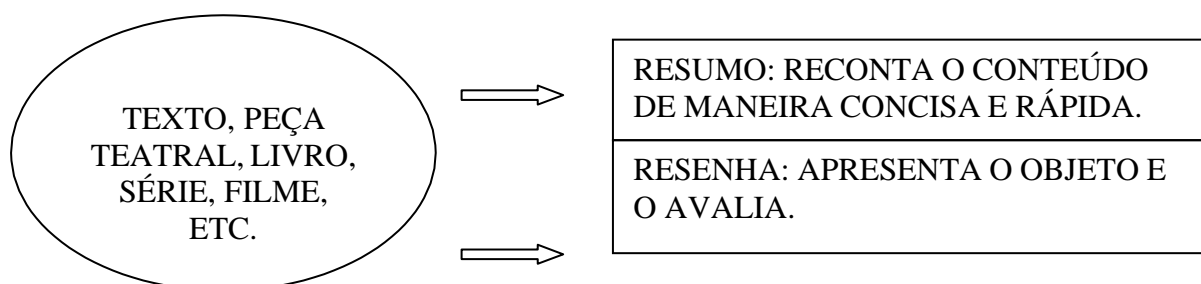 TEXTO, PEÇA
TEATRAL, LIVRO,
SÉRIE, FILME,
ETC.
RESUMO: RECONTA O CONTEÚDO
DE MANEIRA CONCISA E RÁPIDA.
RESENHA: APRESENTA O OBJETO E
O AVALIA.